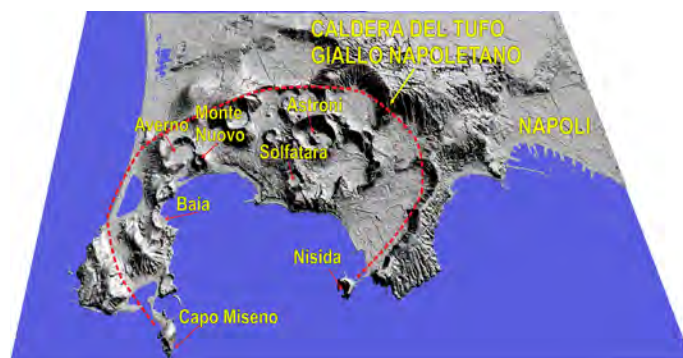 CALDERA DEL TUFO
GIALLO NAPOLETANO
Monte
Nuovo
Astroni
Averno
NAPOLI
Solfatara
Baia
Nisida
Capo Miseno